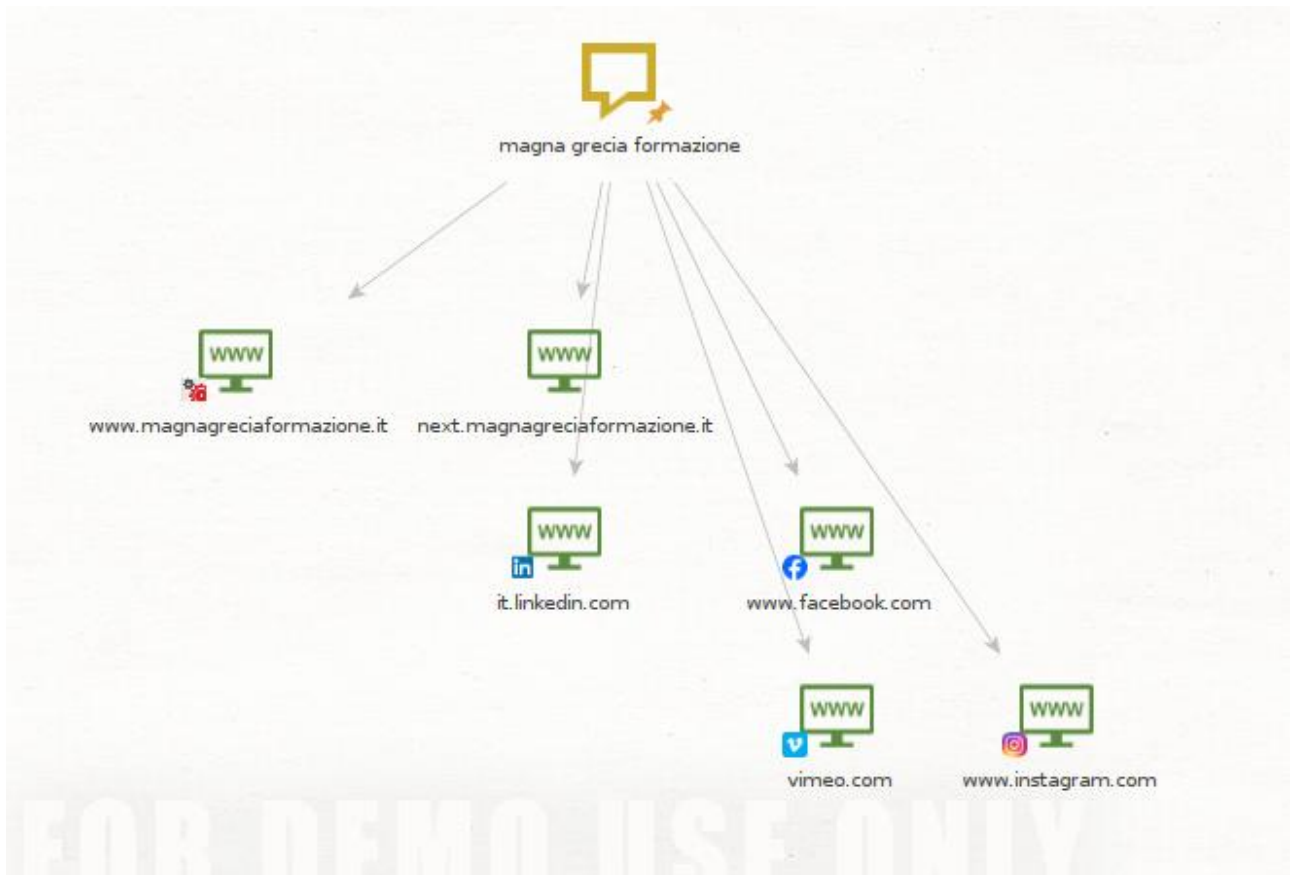 magna grecia formazione
www
www
www.magnagreciaformazione.it
next.magnagreciaformazione.it
www
www
in
f
it.linkedin.com
www.facebook.com
www
www
v
vimeo.com
www.instagram.com
FOR DEMO USE ONLY